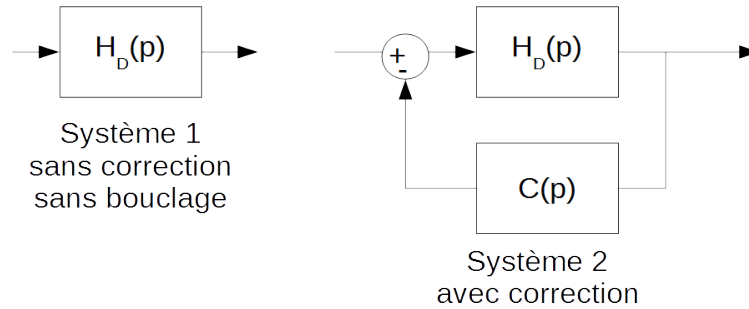 H_D(p)
Système 1
sans correction
sans bouclage
+
-
H_D(p)
C(p)
Système 2
avec correction